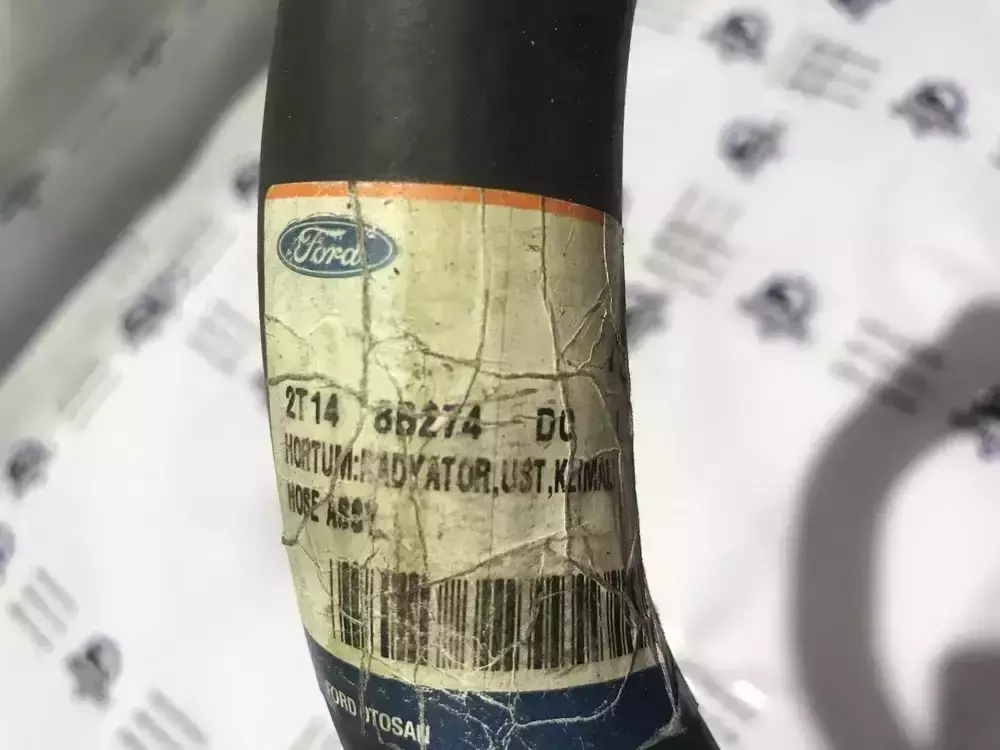 Ford
2T14 8B274 DC
HORTUM:RADYATOR,UST,KLIMALI
HOSE ASSY
FORD OTOSAN